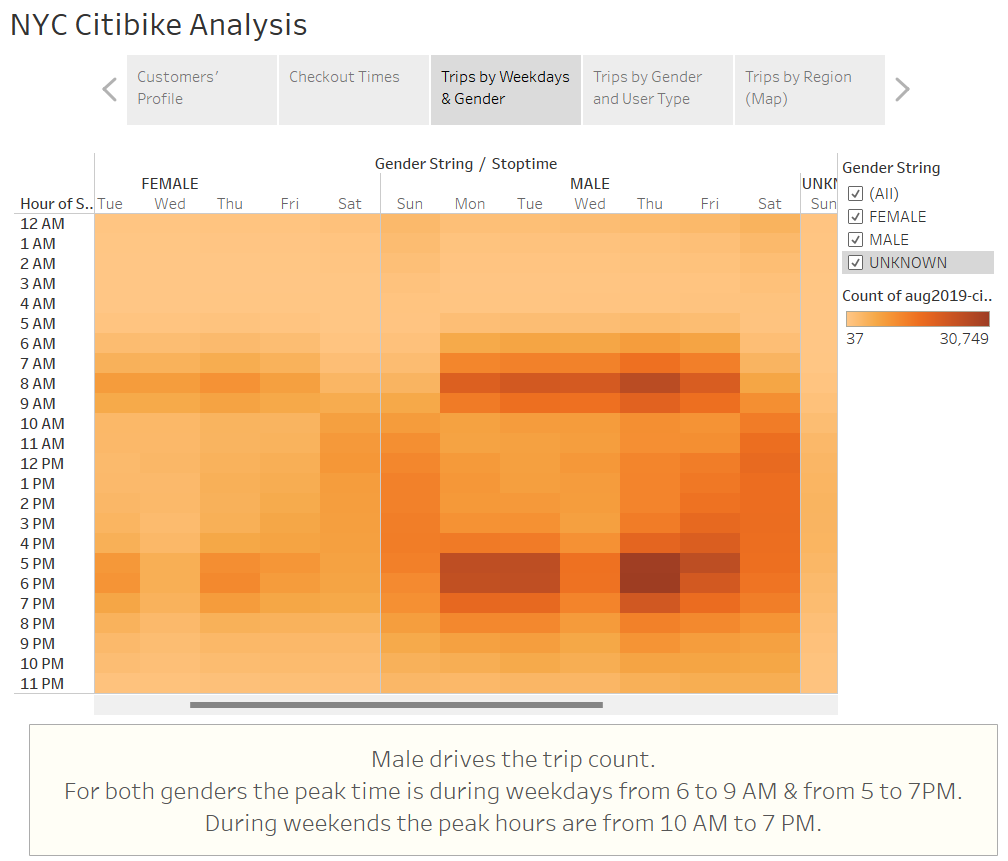 NYC Citibike Analysis
Customers' Checkout Times Trips by Weekdays Trips by Gender Trips by Region
Profile & Gender and User Type (Map)
Gender String / Stoptime
FEMALE MALE UNKN
Hour of S.. Tue Wed Thu Fri Sat Sun Mon Tue Wed Thu Fri Sat Sun
12 AM
1 AM
2 AM
3 AM
4 AM
5 AM
6 AM
7 AM
8 AM
9 AM
10 AM
11 AM
12 PM
1 PM
2 PM
3 PM
4 PM
5 PM
6 PM
7 PM
8 PM
9 PM
10 PM
11 PM
Gender String
(All)
FEMALE
MALE
UNKNOWN
Count of aug2019-ci..
37 30,749
Male drives the trip count.
For both genders the peak time is during weekdays from 6 to 9 AM & from 5 to 7PM.
During weekends the peak hours are from 10 AM to 7 PM.